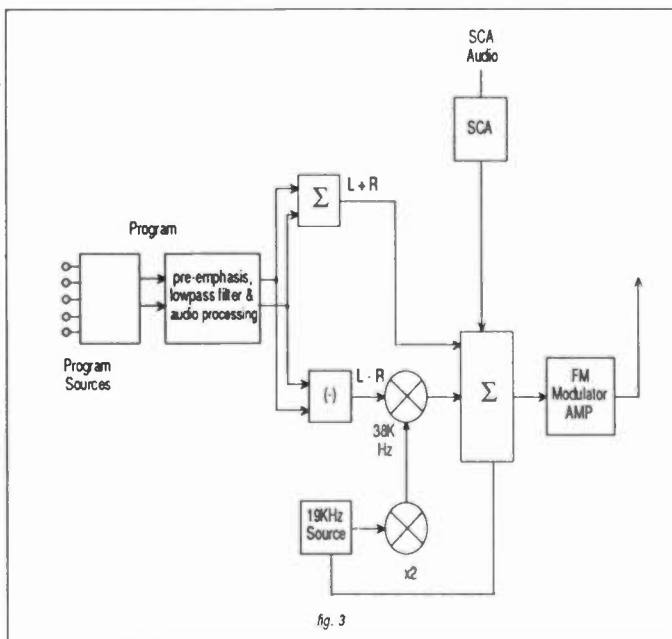 SCA
Audio
SCA
Σ
L + R
Program
pre-emphasis,
lowpass filter &
audio processing
Program
Sources
(-)
L - R
38K
Hz
Σ
FM
Modulator
AMP
19KHz
Source
x2
fig. 3